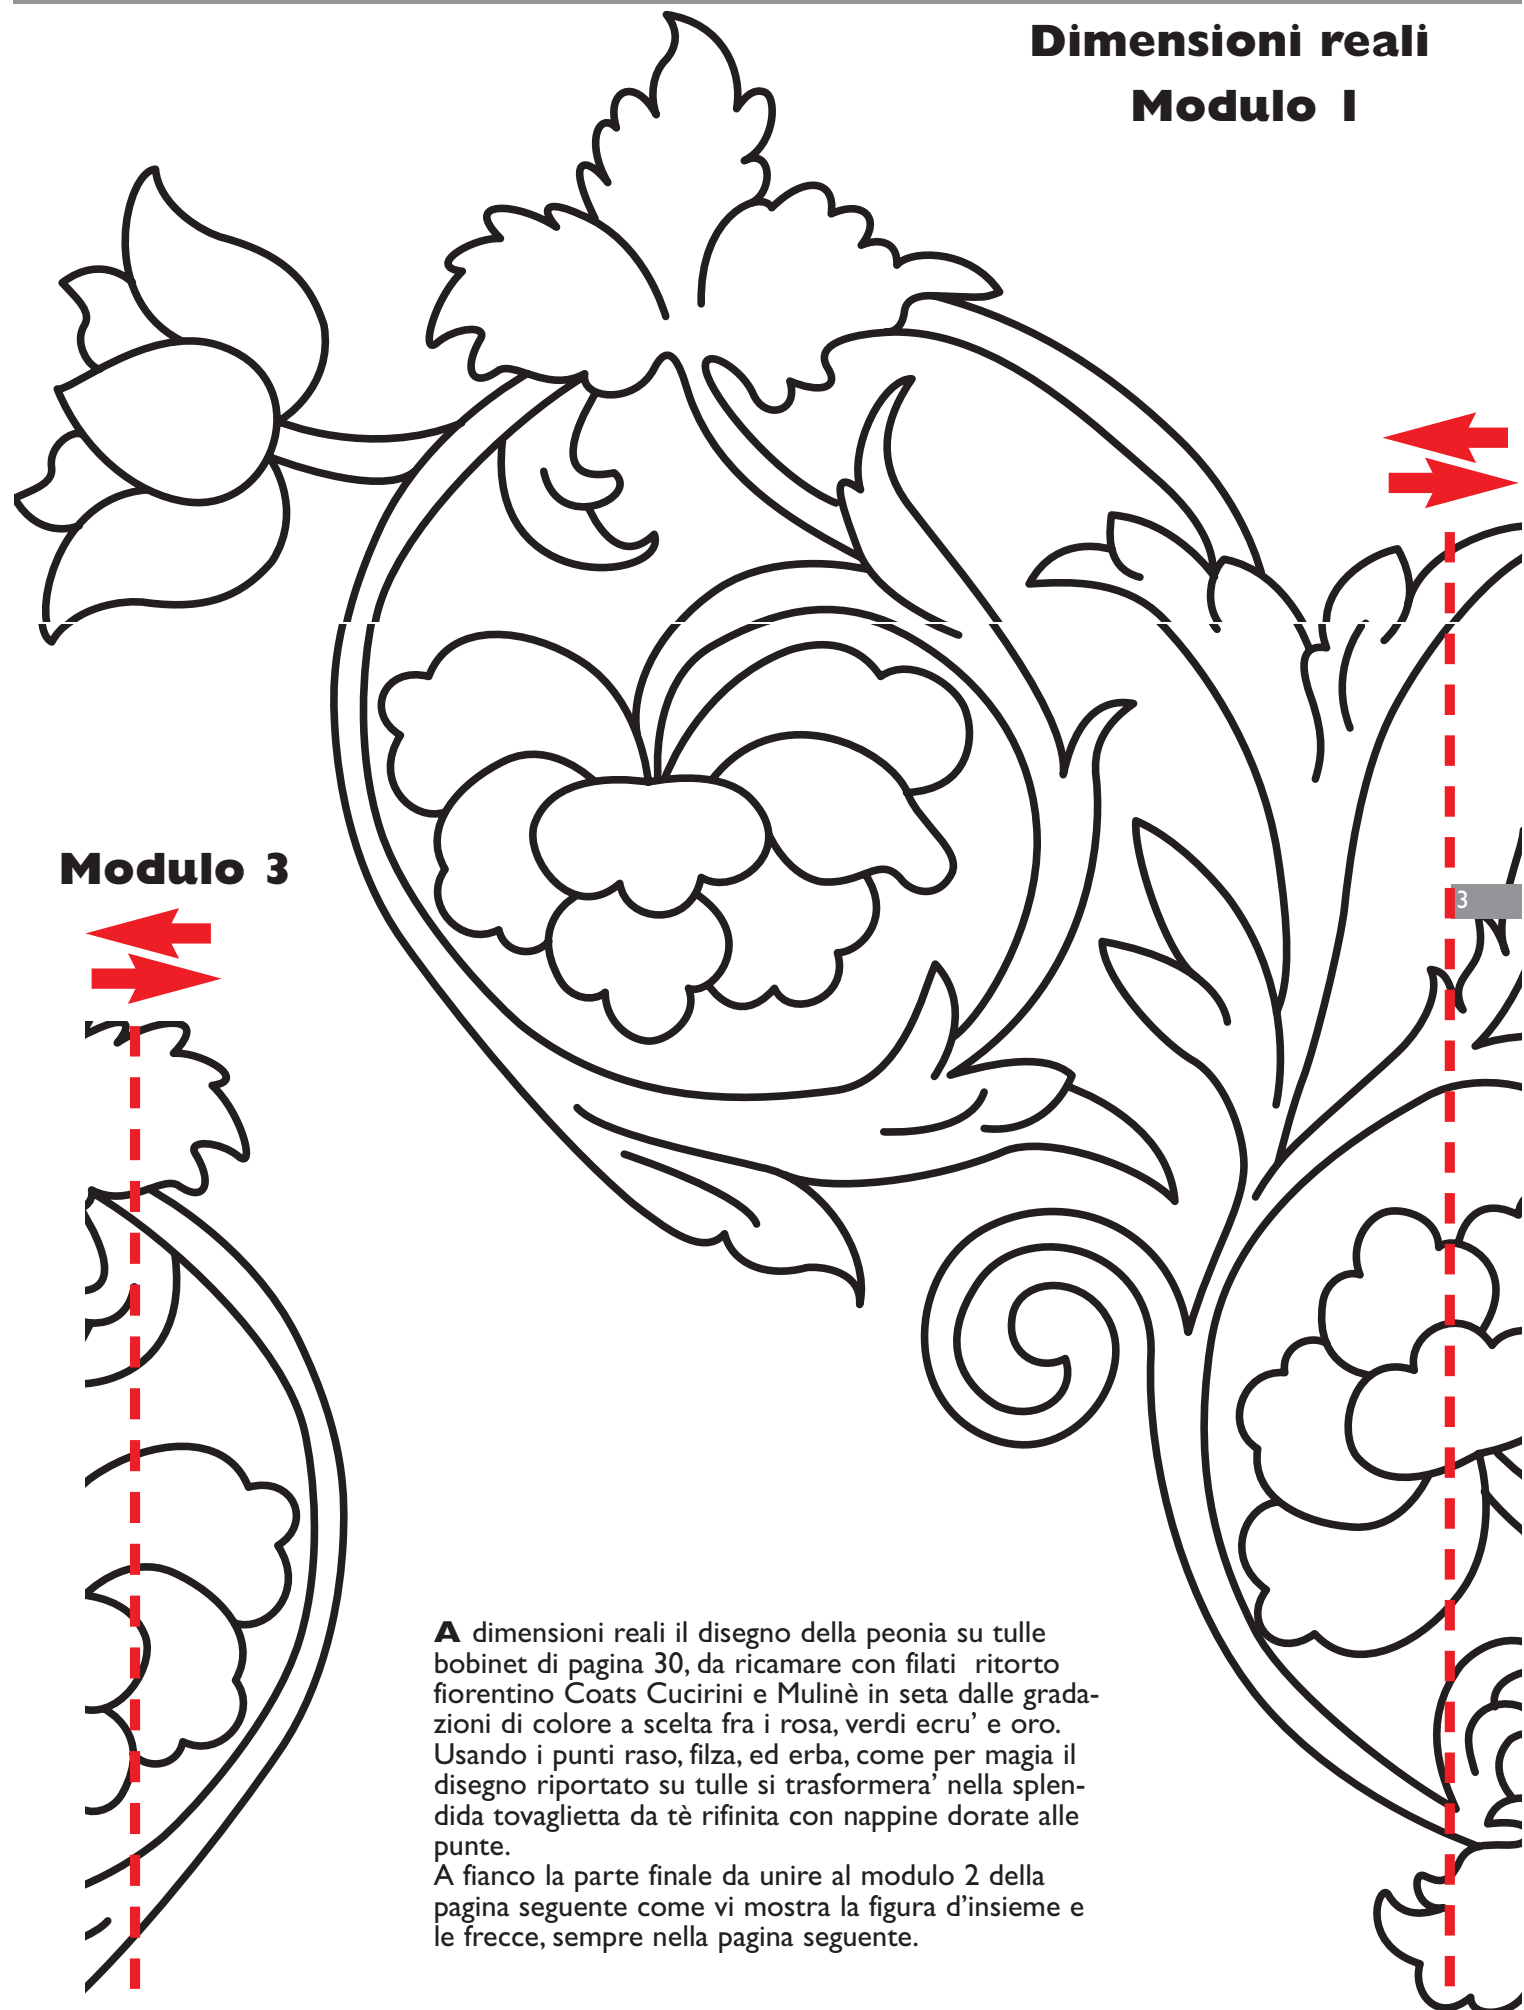 Dimensioni reali
Modulo 1
Modulo 3
3
A dimensioni reali il disegno della peonia su tulle
bobinet di pagina 30, da ricamare con filati ritorto
fiorentino Coats Cucirini e Mulinè in seta dalle grada-
zioni di colore a scelta fra i rosa, verdi ecru’ e oro.
Usando i punti raso, filza, ed erba, come per magia il
disegno riportato su tulle si trasformera’ nella splen-
dida tovaglietta da tè rifinita con nappine dorate alle
punte.
A fianco la parte finale da unire al modulo 2 della
pagina seguente come vi mostra la figura d’insieme e
le frecce, sempre nella pagina seguente.